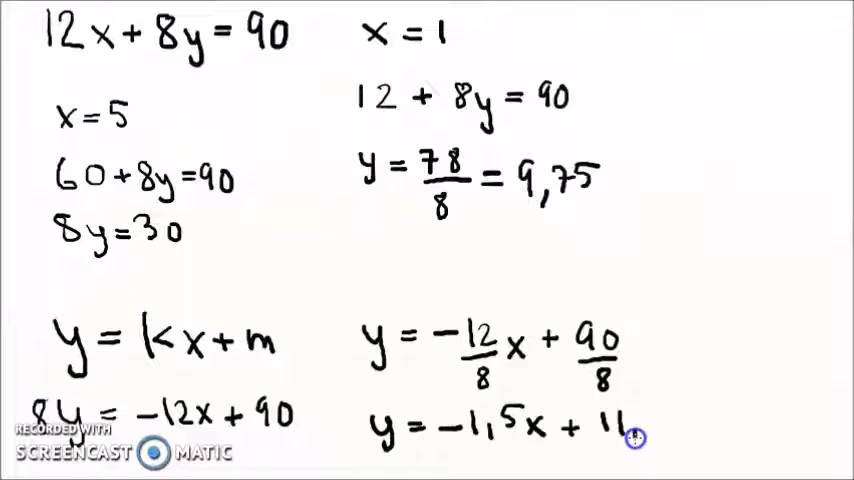 12x + 8y = 90
x = 5
60 + 8y = 90
8y = 30
x = 1
12 + 8y = 90
y = 78/8 = 9,75
y = kx + m
8y = -12x + 90
y = -12/8 x + 90/8
y = -1,5x + 11,
RECORDED WITH
SCREENCAST MATIC